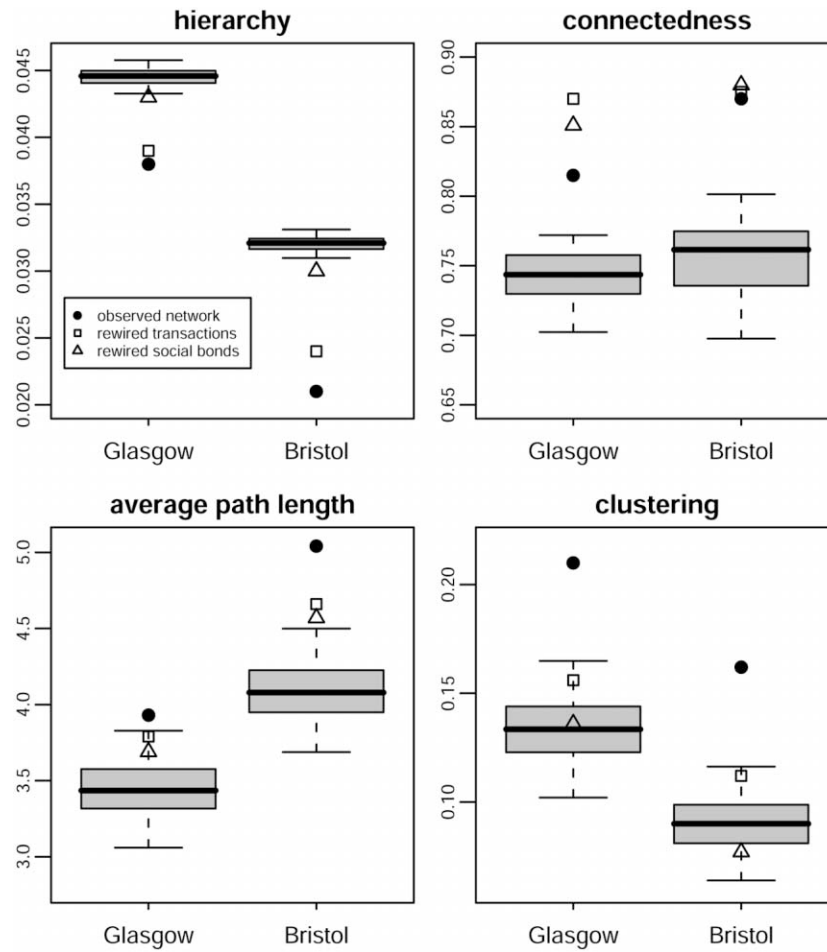 hierarchy
0.045
0.040
0.035
0.030
0.025
0.020
observed network
rewired transactions
rewired social bonds
Glasgow Bristol
connectedness
0.90
0.85
0.80
0.75
0.70
0.65
Glasgow Bristol
average path length
5.0
4.5
4.0
3.5
3.0
Glasgow Bristol
clustering
0.20
0.15
0.10
Glasgow Bristol